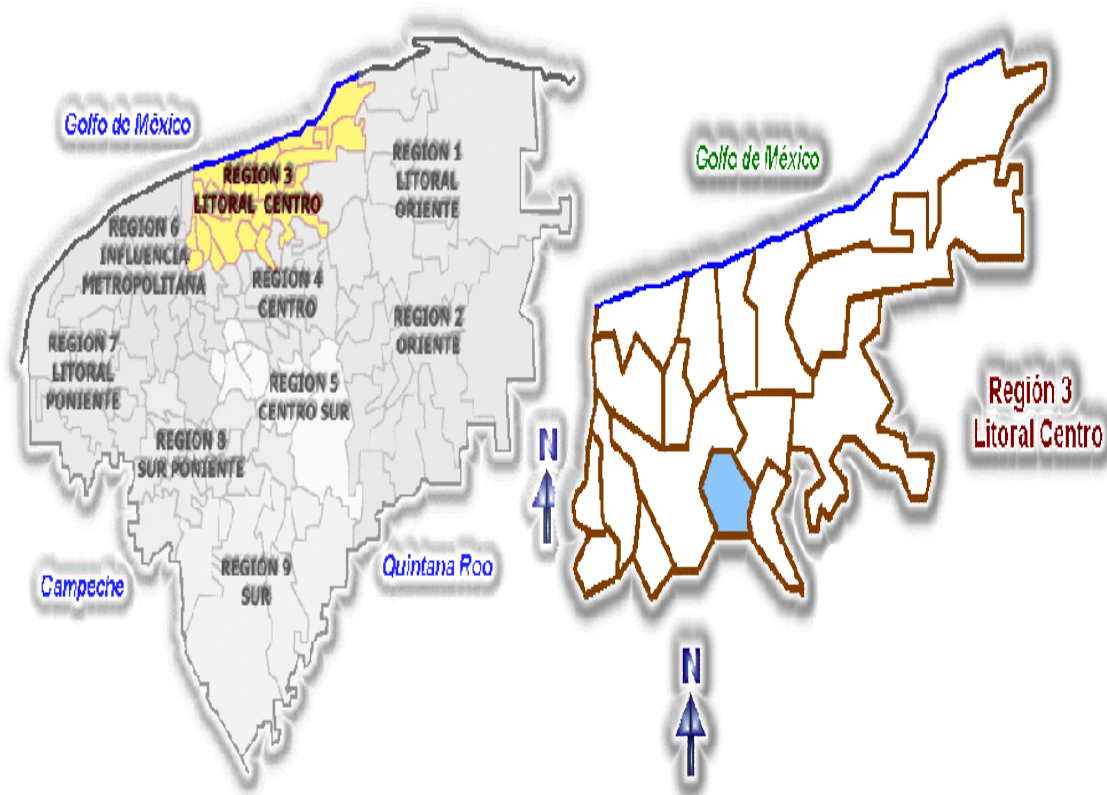 Golfo de México
REGION 1
LITORAL
ORIENTE
REGION 3
LITORAL CENTRO
REGION 6
INFLUENCIA
METROPOLITANA
REGION 4
CENTRO
REGION 2
ORIENTE
REGION 7
LITORAL
PONIENTE
REGION 5
CENTRO SUR
REGION 8
SUR PONIENTE
REGION 9
SUR
Campeche
Quintana Roo
N
Golfo de México
Región 3
Litoral Centro
N